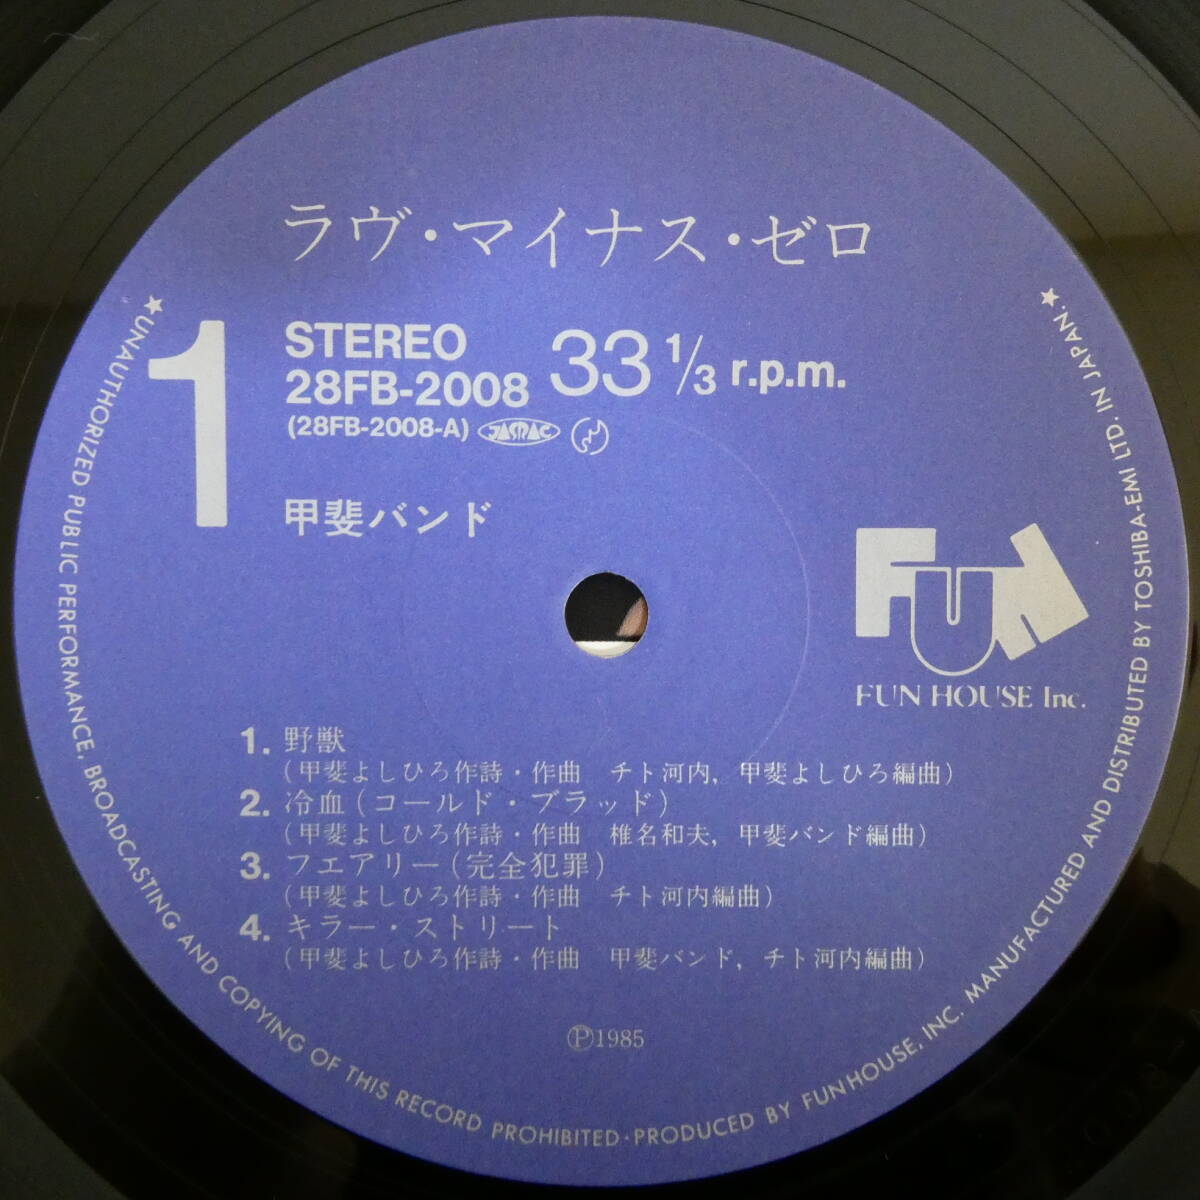 ラヴ・マイナス・ゼロ
1
STEREO
28FB-2008
(28FB-2008-A)
JASRAC
33 1/3 r.p.m.
甲斐バンド
FUN
FUN HOUSE Inc.
1. 野獣
(甲斐よしひろ作詩・作曲　チト河内, 甲斐よしひろ編曲)
2. 冷血(コールド・ブラッド)
(甲斐よしひろ作詩・作曲　椎名和夫, 甲斐バンド編曲)
3. フエアリー(完全犯罪)
(甲斐よしひろ作詩・作曲　チト河内編曲)
4. キラー・ストリート
(甲斐よしひろ作詩・作曲　甲斐バンド, チト河内編曲)
Ⓟ1985
★UNAUTHORIZED PUBLIC PERFORMANCE, BROADCASTING AND COPYING OF THIS RECORD PROHIBITED・PRODUCED BY FUN HOUSE, INC. MANUFACTURED AND DISTRIBUTED BY TOSHIBA-EMI LTD. IN JAPAN.★